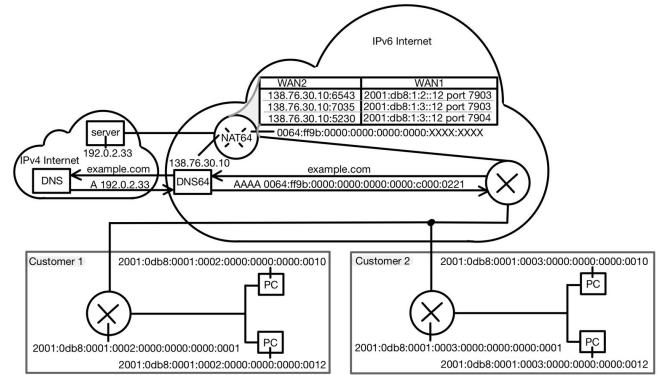 IPv6 Internet
WAN2 WAN1
138.76.30.10:6543 2001:db8:1:2::12 port 7903
138.76.30.10:7035 2001:db8:1:3::12 port 7903
138.76.30.10:5230 2001:db8:1:3::12 port 7904
server
NAT64
0064:ff9b:0000:0000:0000:0000:XXXX:XXXX
192.0.2.33
IPv4 Internet
138.76.30.10
example.com
example.com
DNS
A 192.0.2.33
DNS64
AAAA 0064:ff9b:0000:0000:0000:0000:c000:0221
Customer 1
2001:0db8:0001:0002:0000:0000:0000:0010
PC
2001:0db8:0001:0002:0000:0000:0000:0001
PC
2001:0db8:0001:0002:0000:0000:0000:0012
Customer 2
2001:0db8:0001:0003:0000:0000:0000:0010
PC
2001:0db8:0001:0003:0000:0000:0000:0001
PC
2001:0db8:0001:0003:0000:0000:0000:0012